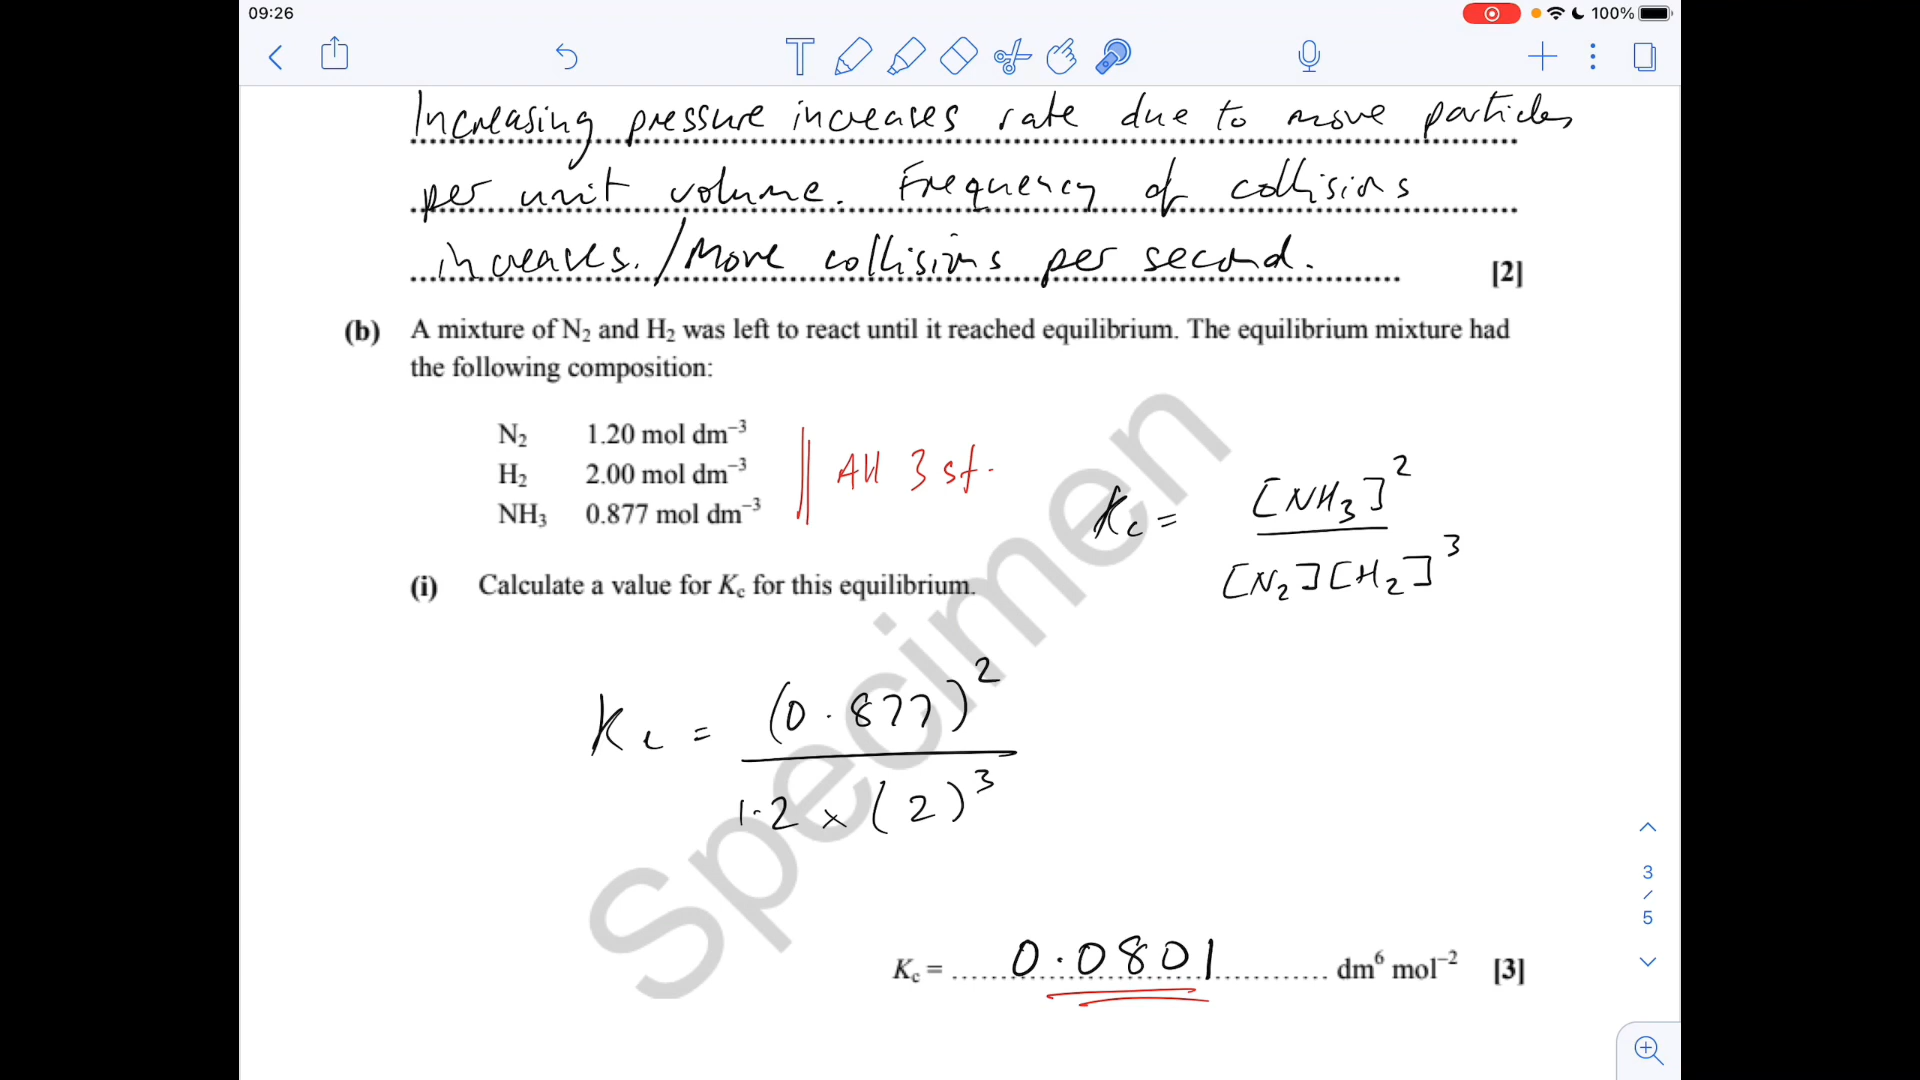 09:26
100%
Increasing pressure increases rate due to more particles
per unit volume. Frequency of collisions
increases. / More collisions per second. [2]
(b) A mixture of N₂ and H₂ was left to react until it reached equilibrium. The equilibrium mixture had
the following composition:
N₂ 1.20 mol dm⁻³
H₂ 2.00 mol dm⁻³
NH₃ 0.877 mol dm⁻³
All 3 sf.
Kc = [NH₃]² / [N₂][H₂]³
(i) Calculate a value for Kc for this equilibrium.
Kc = (0.877)² / 1.2 × (2)³
Kc = 0.0801 dm⁶ mol⁻² [3]
3
/
5
Specimen